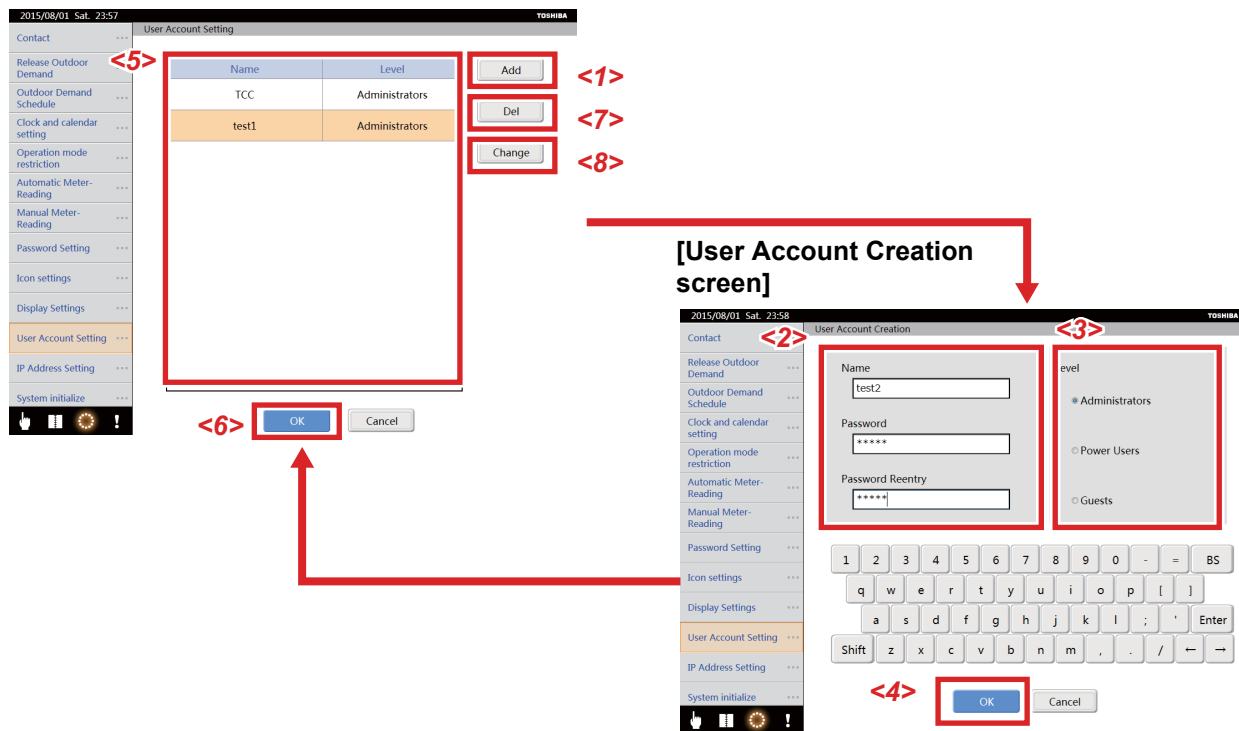 2015/08/01 Sat. 23:57
TOSHIBA
User Account Setting
Contact
Release Outdoor
Demand
Outdoor Demand
Schedule
Clock and calendar
setting
Operation mode
restriction
Automatic Meter-
Reading
Manual Meter-
Reading
Password Setting
Icon settings
Display Settings
User Account Setting
IP Address Setting
System initialize
<5>
Name Level
TCC Administrators
test1 Administrators
Add
<1>
Del
<7>
Change
<8>
<6>
OK
Cancel
[User Account Creation
screen]
2015/08/01 Sat. 23:58
TOSHIBA
User Account Creation
Contact
Release Outdoor
Demand
Outdoor Demand
Schedule
Clock and calendar
setting
Operation mode
restriction
Automatic Meter-
Reading
Manual Meter-
Reading
Password Setting
Icon settings
Display Settings
User Account Setting
IP Address Setting
System initialize
<2>
Name
test2
Password
*****
Password Reentry
*****
<3>
evel
Administrators
Power Users
Guests
1 2 3 4 5 6 7 8 9 0 - = BS
q w e r t y u i o p [ ]
a s d f g h j k l ; ' Enter
Shift z x c v b n m , . / ← →
<4>
OK
Cancel